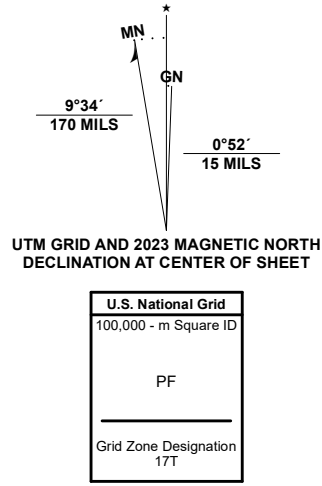 ★
MN
GN
9°34´
170 MILS
0°52´
15 MILS
UTM GRID AND 2023 MAGNETIC NORTH
DECLINATION AT CENTER OF SHEET
U.S. National Grid
100,000 - m Square ID
PF
Grid Zone Designation
17T